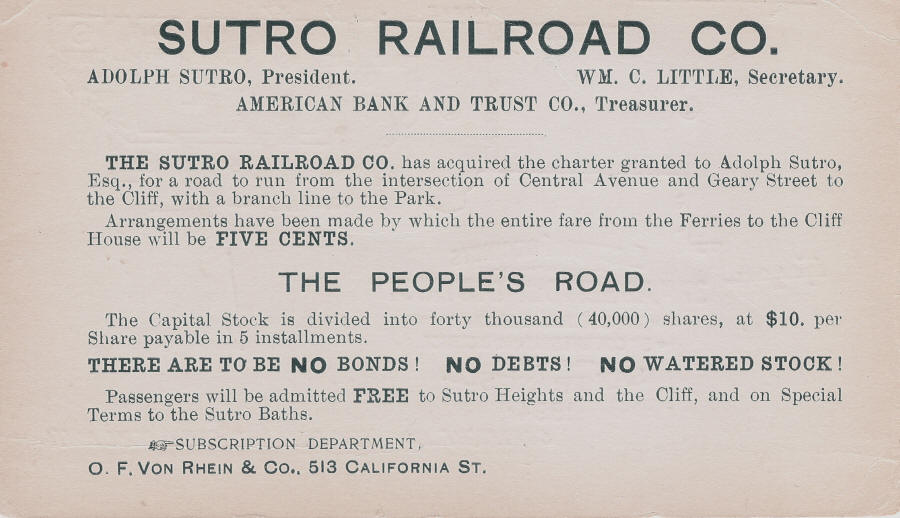 SUTRO RAILROAD CO.
ADOLPH SUTRO, President. WM. C. LITTLE, Secretary.
AMERICAN BANK AND TRUST CO., Treasurer.
THE SUTRO RAILROAD CO. has acquired the charter granted to Adolph Sutro,
Esq., for a road to run from the intersection of Central Avenue and Geary Street to
the Cliff, with a branch line to the Park.
Arrangements have been made by which the entire fare from the Ferries to the Cliff
House will be FIVE CENTS.
THE PEOPLE'S ROAD.
The Capital Stock is divided into forty thousand (40,000) shares, at $10. per
Share payable in 5 installments.
THERE ARE TO BE NO BONDS! NO DEBTS! NO WATERED STOCK!
Passengers will be admitted FREE to Sutro Heights and the Cliff, and on Special
Terms to the Sutro Baths.
☞SUBSCRIPTION DEPARTMENT,
O. F. VON RHEIN & CO., 513 CALIFORNIA ST.